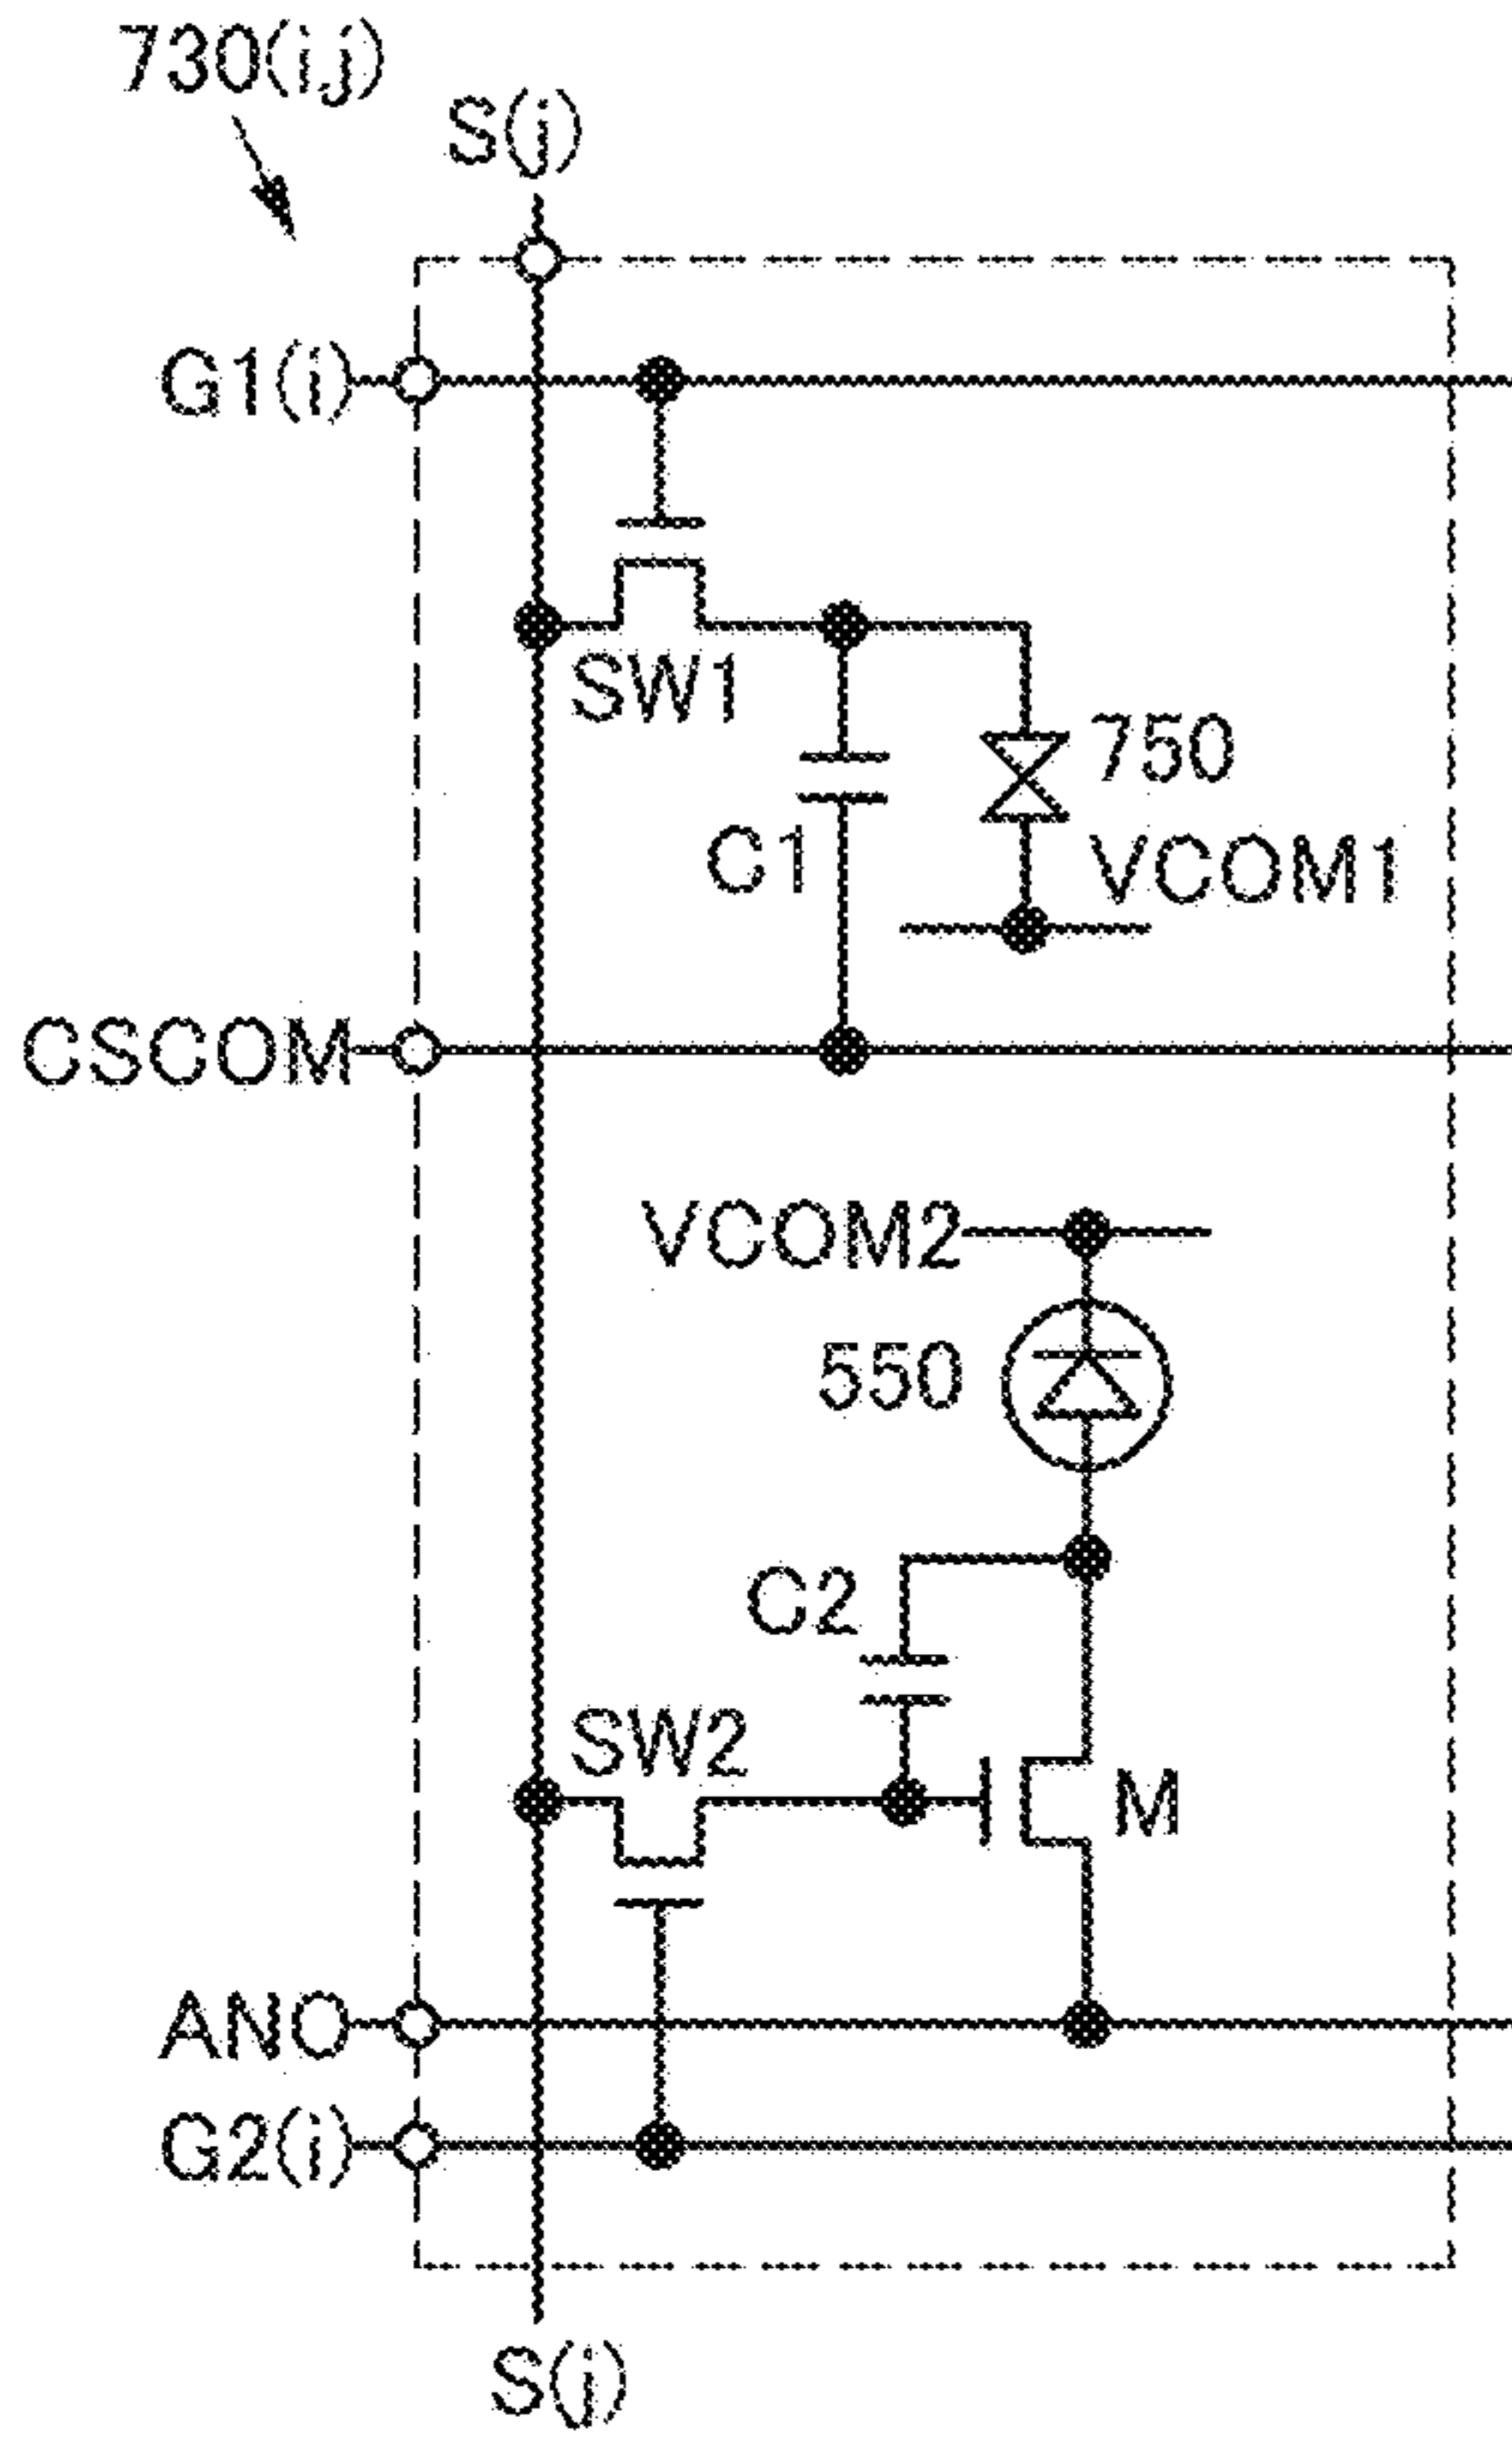 730(i,j)
S(j)
G1(i)
SW1
750
C1
VCOM1
CSCOM
VCOM2
550
C2
SW2
M
ANO
G2(i)
S(j)